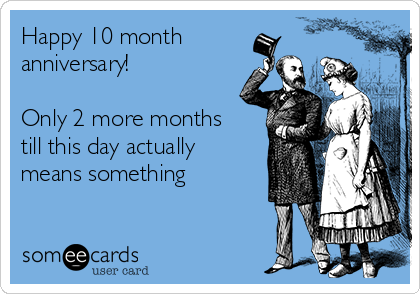 Happy 10 month
anniversary!
Only 2 more months
till this day actually
means something
someecards
user card